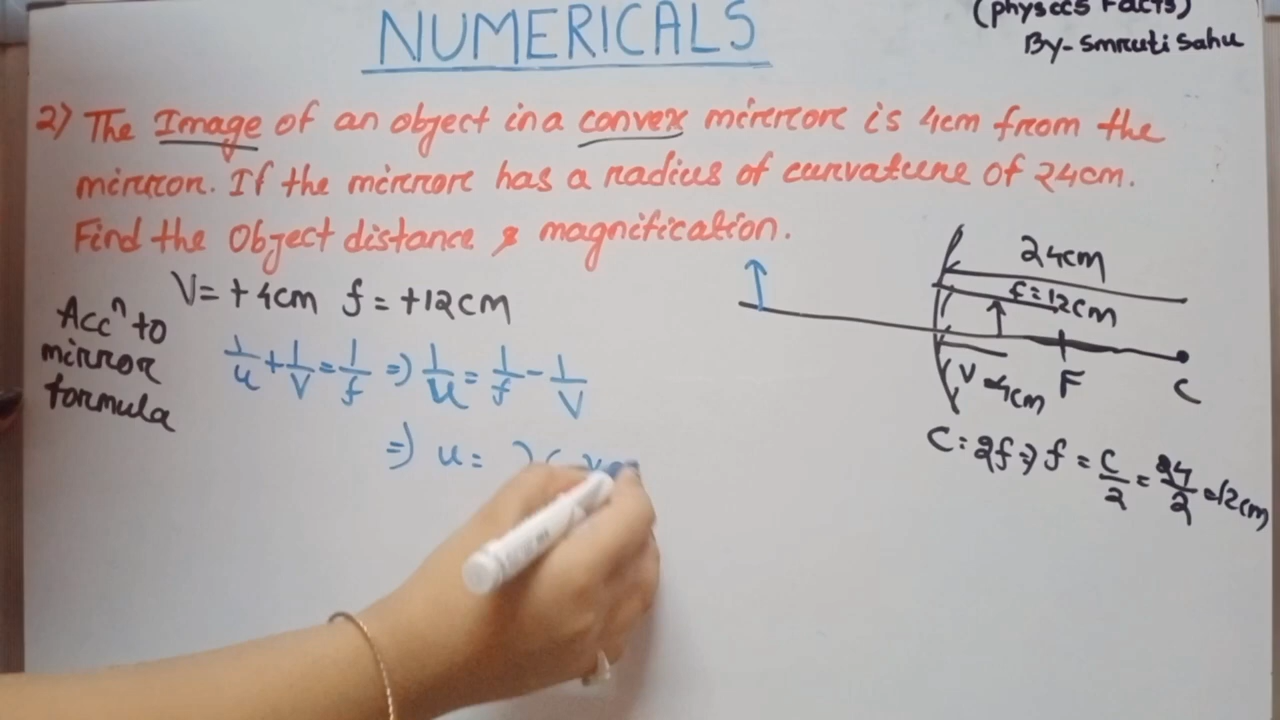 NUMERICALS
(physccs Facts)
By- Smruti Sahu
2) The Image of an object in a convex mirror is 4cm from the
mirror. If the mirror has a radius of curvature of 24cm.
Find the Object distance & magnification.
V= +4cm f = +12cm
Accⁿ to
mirror
formula
1/u + 1/V = 1/f => 1/u = 1/f - 1/V
=> u =
24cm
f=12cm
V=4cm
F
C
C = 2f => f = C/2 = 24/2 = 12cm